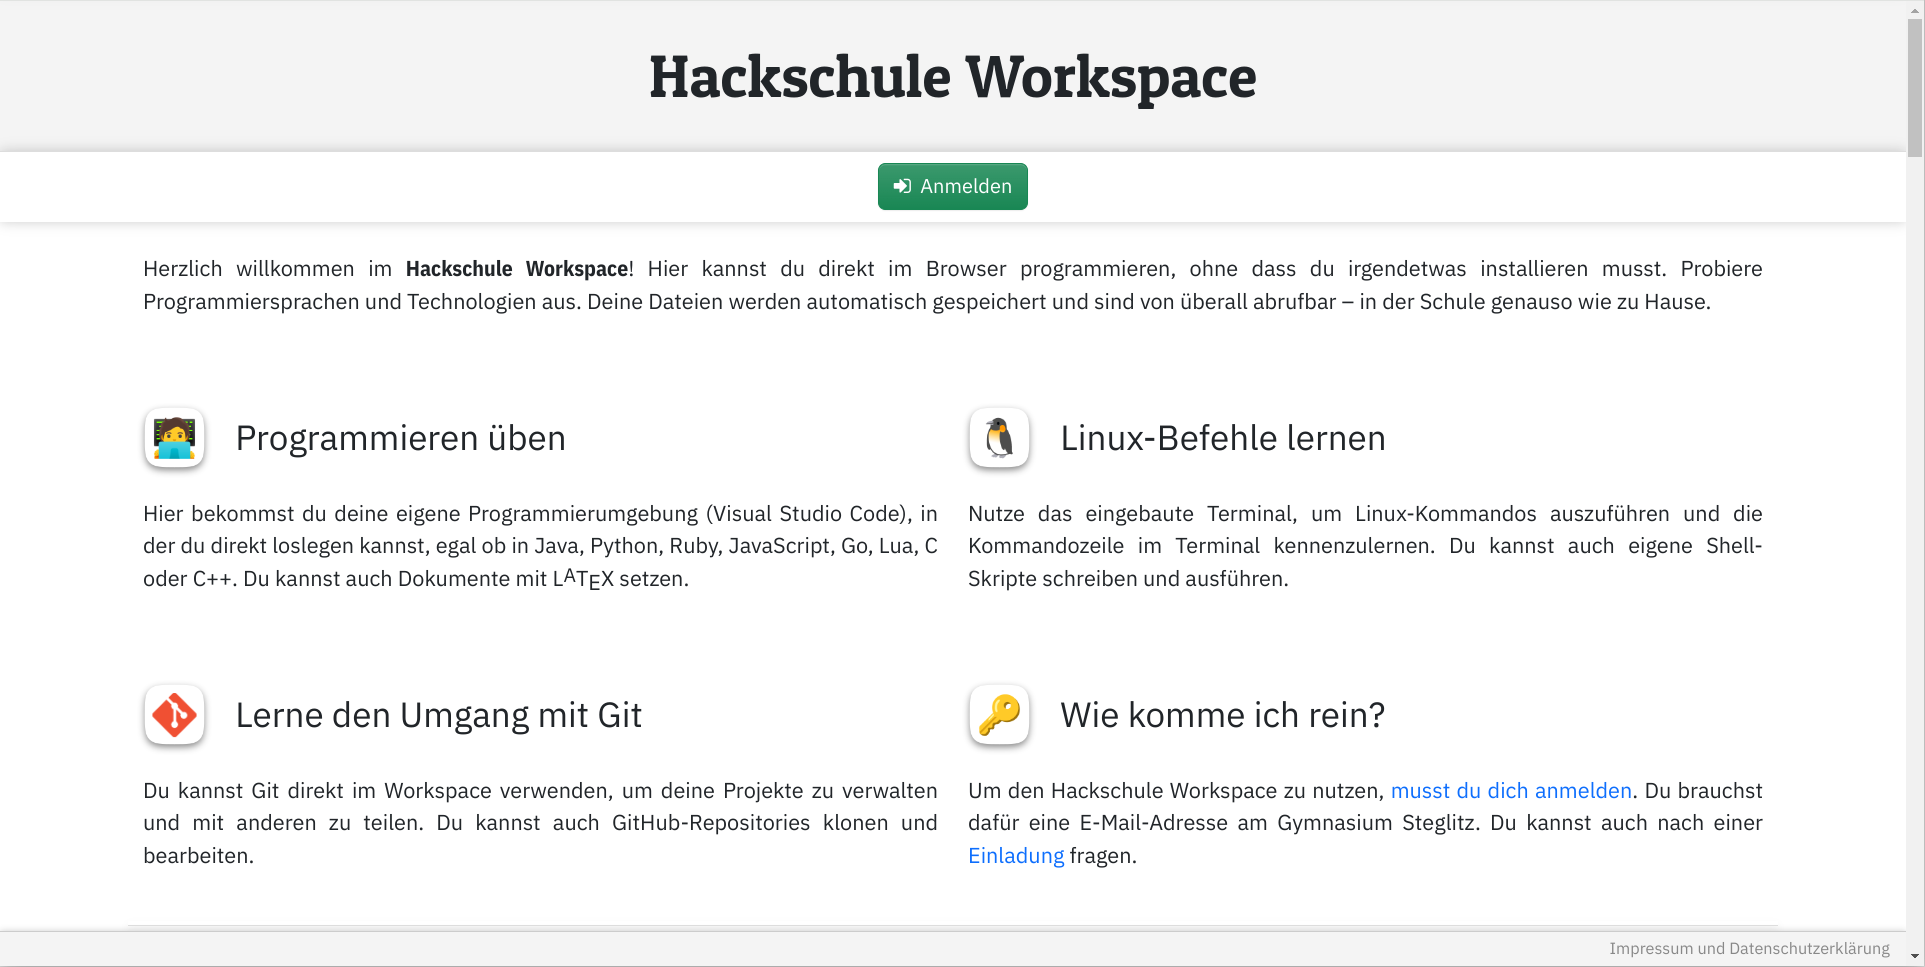 Hackschule Workspace
Anmelden
Herzlich willkommen im Hackschule Workspace! Hier kannst du direkt im Browser programmieren, ohne dass du irgendetwas installieren musst. Probiere
Programmiersprachen und Technologien aus. Deine Dateien werden automatisch gespeichert und sind von überall abrufbar – in der Schule genauso wie zu Hause.
Programmieren üben
Hier bekommst du deine eigene Programmierumgebung (Visual Studio Code), in
der du direkt loslegen kannst, egal ob in Java, Python, Ruby, JavaScript, Go, Lua, C
oder C++. Du kannst auch Dokumente mit LATEX setzen.
Linux-Befehle lernen
Nutze das eingebaute Terminal, um Linux-Kommandos auszuführen und die
Kommandozeile im Terminal kennenzulernen. Du kannst auch eigene Shell-
Skripte schreiben und ausführen.
Lerne den Umgang mit Git
Du kannst Git direkt im Workspace verwenden, um deine Projekte zu verwalten
und mit anderen zu teilen. Du kannst auch GitHub-Repositories klonen und
bearbeiten.
Wie komme ich rein?
Um den Hackschule Workspace zu nutzen, musst du dich anmelden. Du brauchst
dafür eine E-Mail-Adresse am Gymnasium Steglitz. Du kannst auch nach einer
Einladung fragen.
Impressum und Datenschutzerklärung